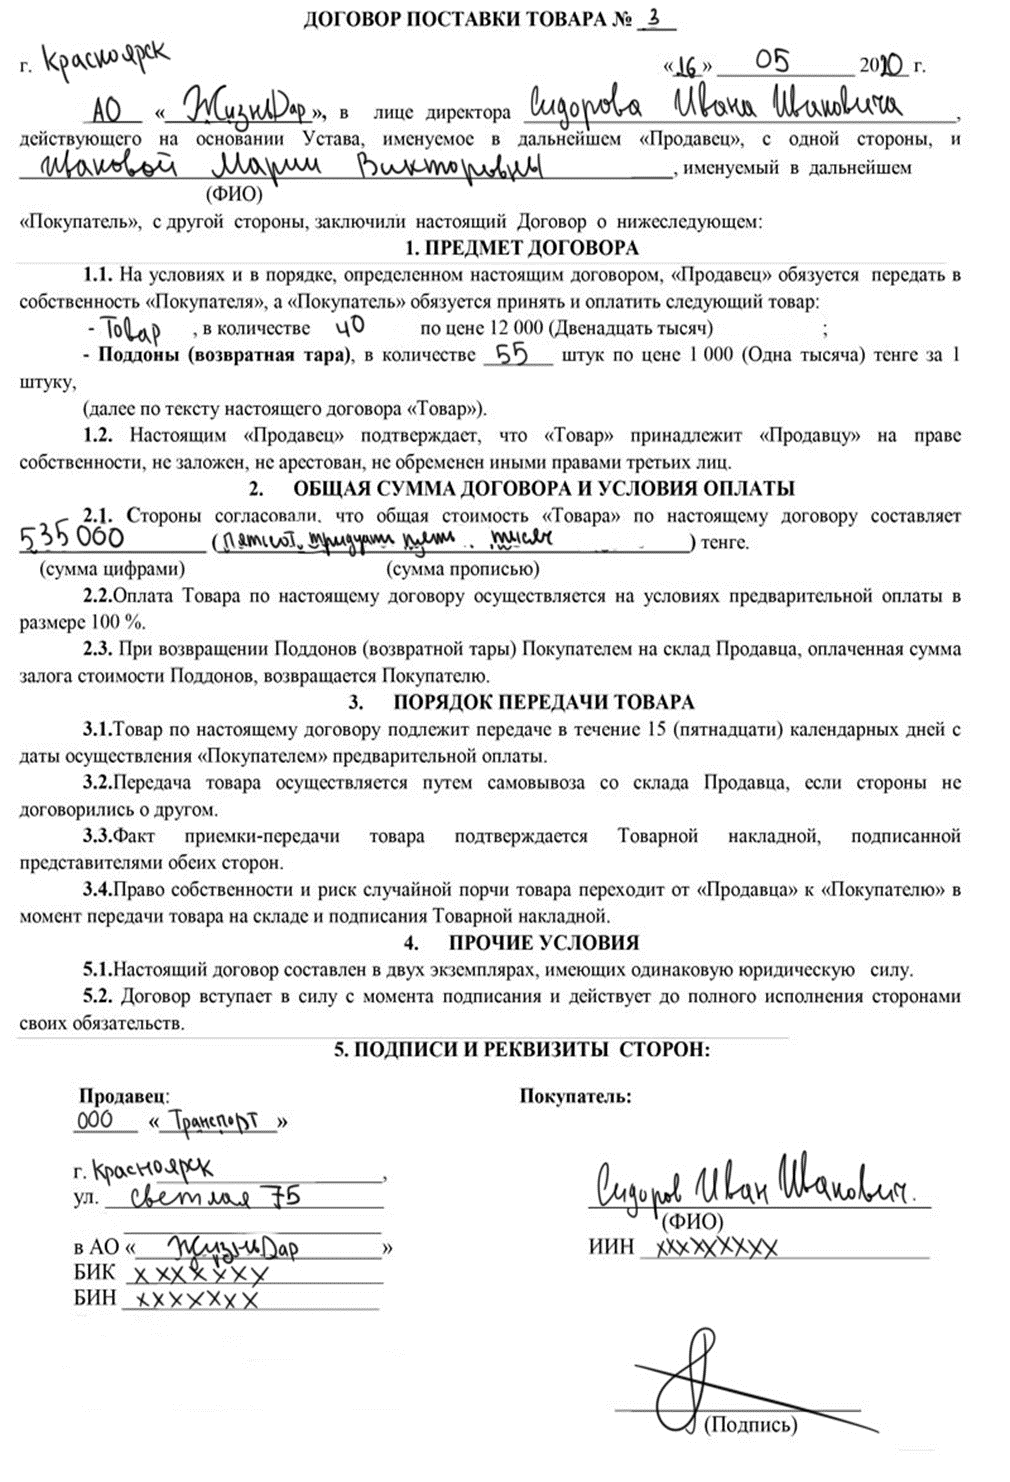 ДОГОВОР ПОСТАВКИ ТОВАРА № 3
г. Красноярск «16» 05 2020 г.
АО « ЖизньДар», в лице директора Сидорова Ивана Ивановича,
действующего на основании Устава, именуемое в дальнейшем «Продавец», с одной стороны, и
Ивановой Марии Викторовны, именуемый в дальнейшем
(ФИО)
«Покупатель», с другой стороны, заключили настоящий Договор о нижеследующем:
1. ПРЕДМЕТ ДОГОВОРА
1.1. На условиях и в порядке, определенном настоящим договором, «Продавец» обязуется передать в
собственность «Покупателя», а «Покупатель» обязуется принять и оплатить следующий товар:
- Товар , в количестве 40 по цене 12 000 (Двенадцать тысяч) ;
- Поддоны (возвратная тара), в количестве 55 штук по цене 1 000 (Одна тысяча) тенге за 1
штуку,
(далее по тексту настоящего договора «Товар»).
1.2. Настоящим «Продавец» подтверждает, что «Товар» принадлежит «Продавцу» на праве
собственности, не заложен, не арестован, не обременен иными правами третьих лиц.
2. ОБЩАЯ СУММА ДОГОВОРА И УСЛОВИЯ ОПЛАТЫ
2.1. Стороны согласовали, что общая стоимость «Товара» по настоящему договору составляет
535000 (Пятьсот тридцать пять тысяч) тенге.
(сумма цифрами) (сумма прописью)
2.2.Оплата Товара по настоящему договору осуществляется на условиях предварительной оплаты в
размере 100 %.
2.3. При возвращении Поддонов (возвратной тары) Покупателем на склад Продавца, оплаченная сумма
залога стоимости Поддонов, возвращается Покупателю.
3. ПОРЯДОК ПЕРЕДАЧИ ТОВАРА
3.1.Товар по настоящему договору подлежит передаче в течение 15 (пятнадцати) календарных дней с
даты осуществления «Покупателем» предварительной оплаты.
3.2.Передача товара осуществляется путем самовывоза со склада Продавца, если стороны не
договорились о другом.
3.3.Факт приемки-передачи товара подтверждается Товарной накладной, подписанной
представителями обеих сторон.
3.4.Право собственности и риск случайной порчи товара переходит от «Продавца» к «Покупателю» в
момент передачи товара на складе и подписания Товарной накладной.
4. ПРОЧИЕ УСЛОВИЯ
5.1.Настоящий договор составлен в двух экземплярах, имеющих одинаковую юридическую силу.
5.2. Договор вступает в силу с момента подписания и действует до полного исполнения сторонами
своих обязательств.
5. ПОДПИСИ И РЕКВИЗИТЫ СТОРОН:
Продавец: Покупатель:
ООО «Транспорт»
г. Красноярск,
ул. Светлая 75 Сидоров Иван Иванович.
(ФИО)
в АО « ЖизньДар » ИИН xxxxxxxx
БИК xxxxxxx
БИН xxxxxxx
(Подпись)